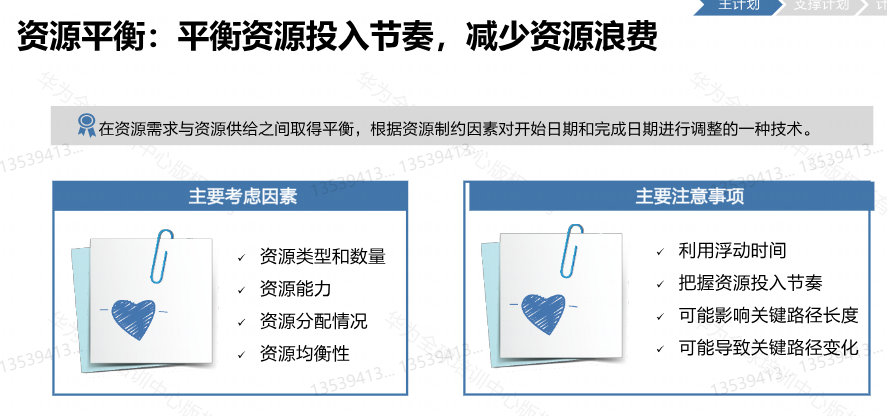 主计划 支撑计划 计
资源平衡：平衡资源投入节奏，减少资源浪费
在资源需求与资源供给之间取得平衡，根据资源制约因素对开始日期和完成日期进行调整的一种技术。
主要考虑因素
✓ 资源类型和数量
✓ 资源能力
✓ 资源分配情况
✓ 资源均衡性
主要注意事项
✓ 利用浮动时间
✓ 把握资源投入节奏
✓ 可能影响关键路径长度
✓ 可能导致关键路径变化
13539413...
13539413...
13539413...
13539413...
13539413...
13539413...